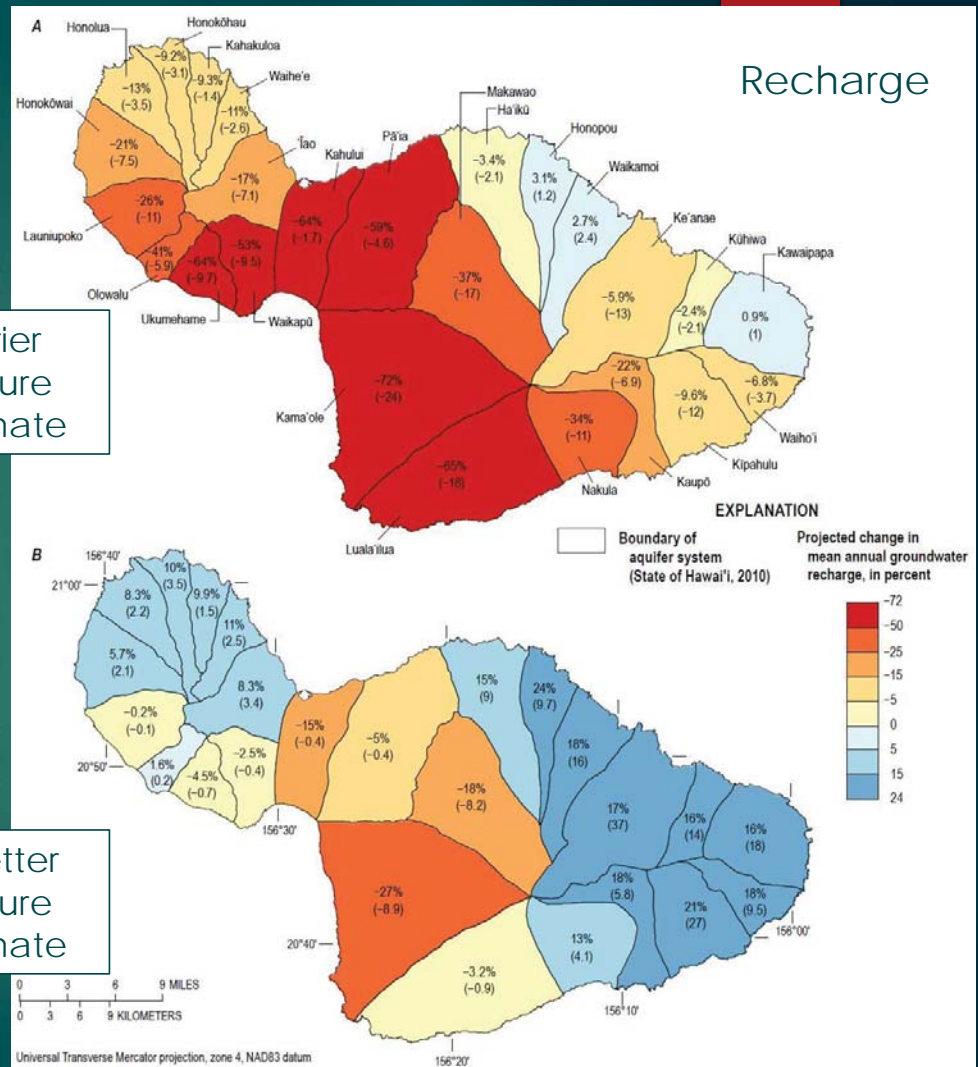 Recharge
A
Honolua
Honokōhau
Kahakuloa
Waihe'e
Honokōwai
'Īao
Kahului
Pā'ia
Makawao
Ha'ikū
Honopou
Waikamoi
Ke'anae
Kūhiwa
Kawaipapa
Launiupoko
Olowalu
Ukumehame
Waikapū
Kama'ole
Luala'ilua
Nakula
Kaupō
Kīpahulu
Waiho'i
−13%
(−3.5)
−9.2%
(−3.1)
−9.3%
(−1.4)
−11%
(−2.6)
−21%
(−7.5)
−17%
(−7.1)
−26%
(−11)
−41%
(−5.9)
−64%
(−9.7)
−53%
(−9.5)
−64%
(−1.7)
−59%
(−4.6)
−37%
(−17)
−3.4%
(−2.1)
3.1%
(1.2)
2.7%
(2.4)
−5.9%
(−13)
−2.4%
(−2.1)
0.9%
(1)
−72%
(−24)
−65%
(−18)
−34%
(−11)
−22%
(−6.9)
−9.6%
(−12)
−6.8%
(−3.7)
ier
ure
nate
EXPLANATION
Boundary of
aquifer system
(State of Hawai'i, 2010)
Projected change in
mean annual groundwater
recharge, in percent
−72
−50
−25
−15
−5
0
5
15
24
B
156°40'
21°00'
20°50'
156°30'
20°40'
156°20'
156°10'
156°00'
8.3%
(2.2)
10%
(3.5)
9.9%
(1.5)
11%
(2.5)
5.7%
(2.1)
8.3%
(3.4)
−0.2%
(−0.1)
1.6%
(0.2)
−4.5%
(−0.7)
−2.5%
(−0.4)
−15%
(−0.4)
−5%
(−0.4)
−18%
(−8.2)
15%
(9)
24%
(9.7)
18%
(16)
17%
(37)
16%
(14)
16%
(18)
−27%
(−8.9)
−3.2%
(−0.9)
13%
(4.1)
18%
(5.8)
21%
(27)
18%
(9.5)
etter
ure
nate
0 3 6 9 MILES
0 3 6 9 KILOMETERS
Universal Transverse Mercator projection, zone 4, NAD83 datum